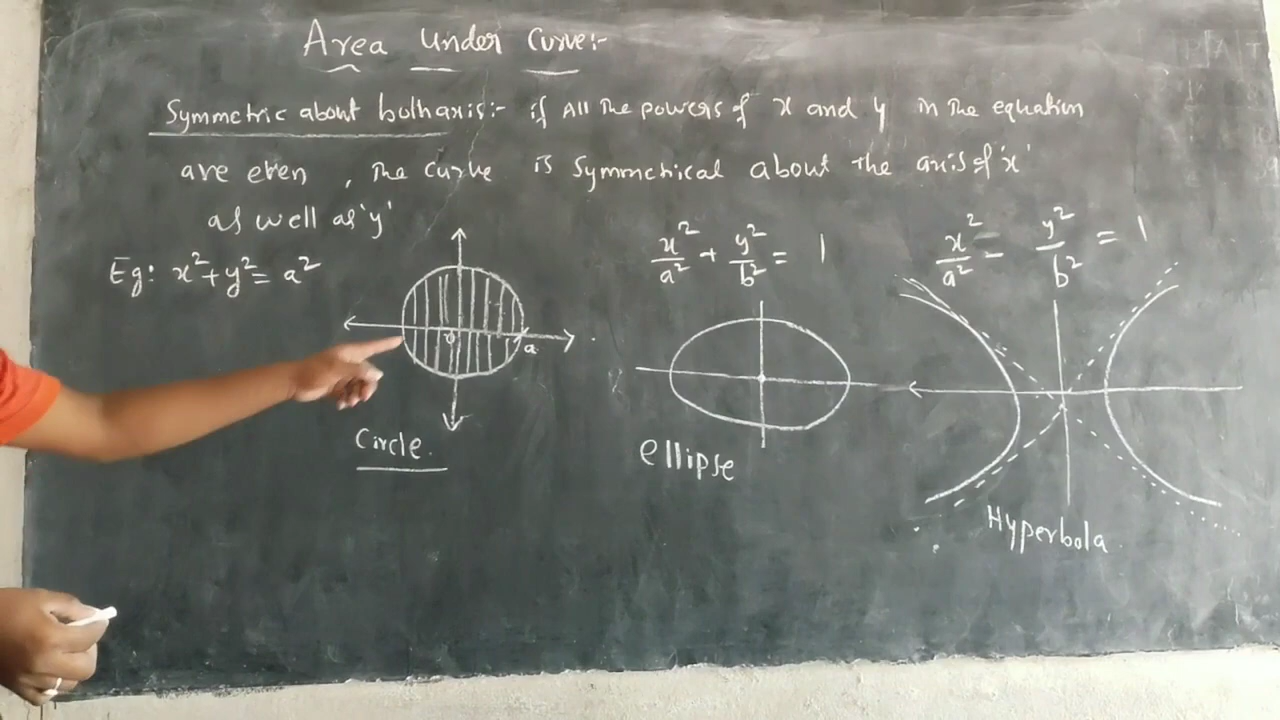 Area Under Curve:-
Symmetric about bothaxis:- if All The powers of x and y in The equation
are even, The curve is Symmetrical about the axis of 'x'
as well as 'y'
Eg: x²+y²= a²
x²/a² + y²/b² = 1
x²/a² - y²/b² = 1
0
a
Circle.
ellipse
Hyperbola